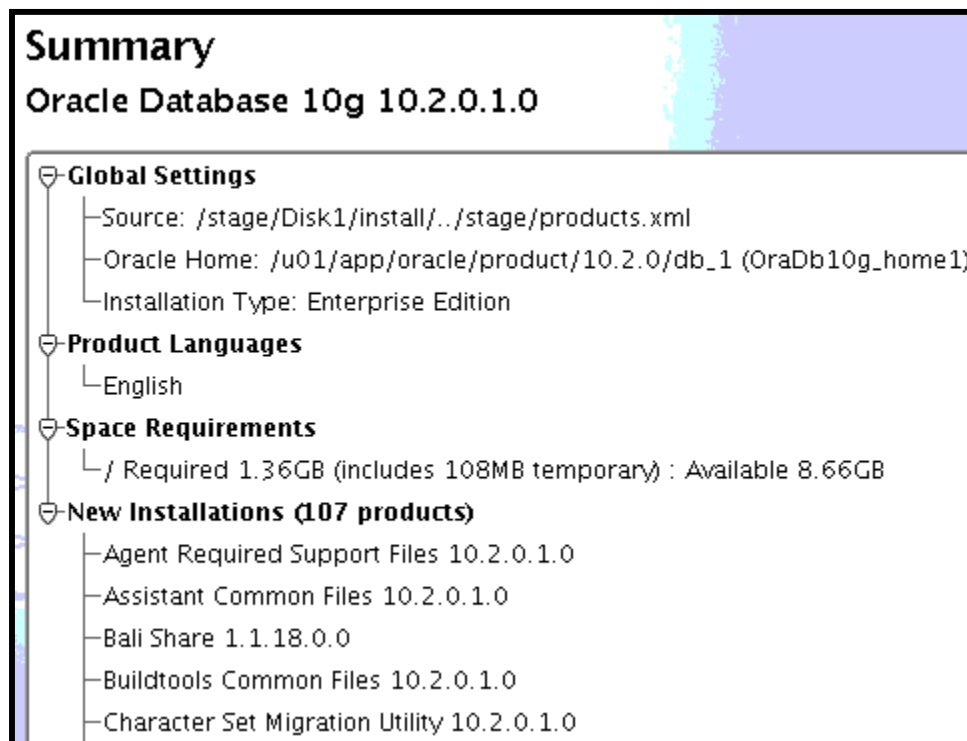 Summary
Oracle Database 10g 10.2.0.1.0
Global Settings
Source: /stage/Disk1/install/../stage/products.xml
Oracle Home: /u01/app/oracle/product/10.2.0/db_1 (OraDb10g_home1)
Installation Type: Enterprise Edition
Product Languages
English
Space Requirements
/ Required 1.36GB (includes 108MB temporary) : Available 8.66GB
New Installations (107 products)
Agent Required Support Files 10.2.0.1.0
Assistant Common Files 10.2.0.1.0
Bali Share 1.1.18.0.0
Buildtools Common Files 10.2.0.1.0
Character Set Migration Utility 10.2.0.1.0